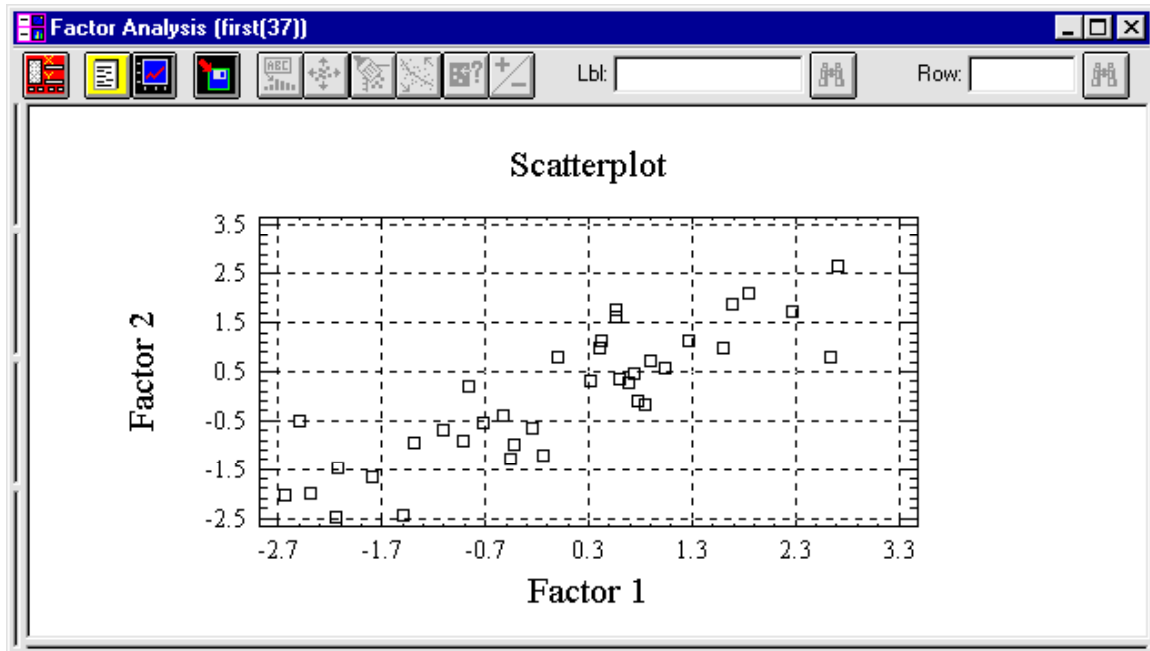 Factor Analysis (first(37))
ABC
Lbl:
Row:
Scatterplot
3.5
2.5
1.5
0.5
-0.5
-1.5
-2.5
Factor 2
-2.7 -1.7 -0.7 0.3 1.3 2.3 3.3
Factor 1